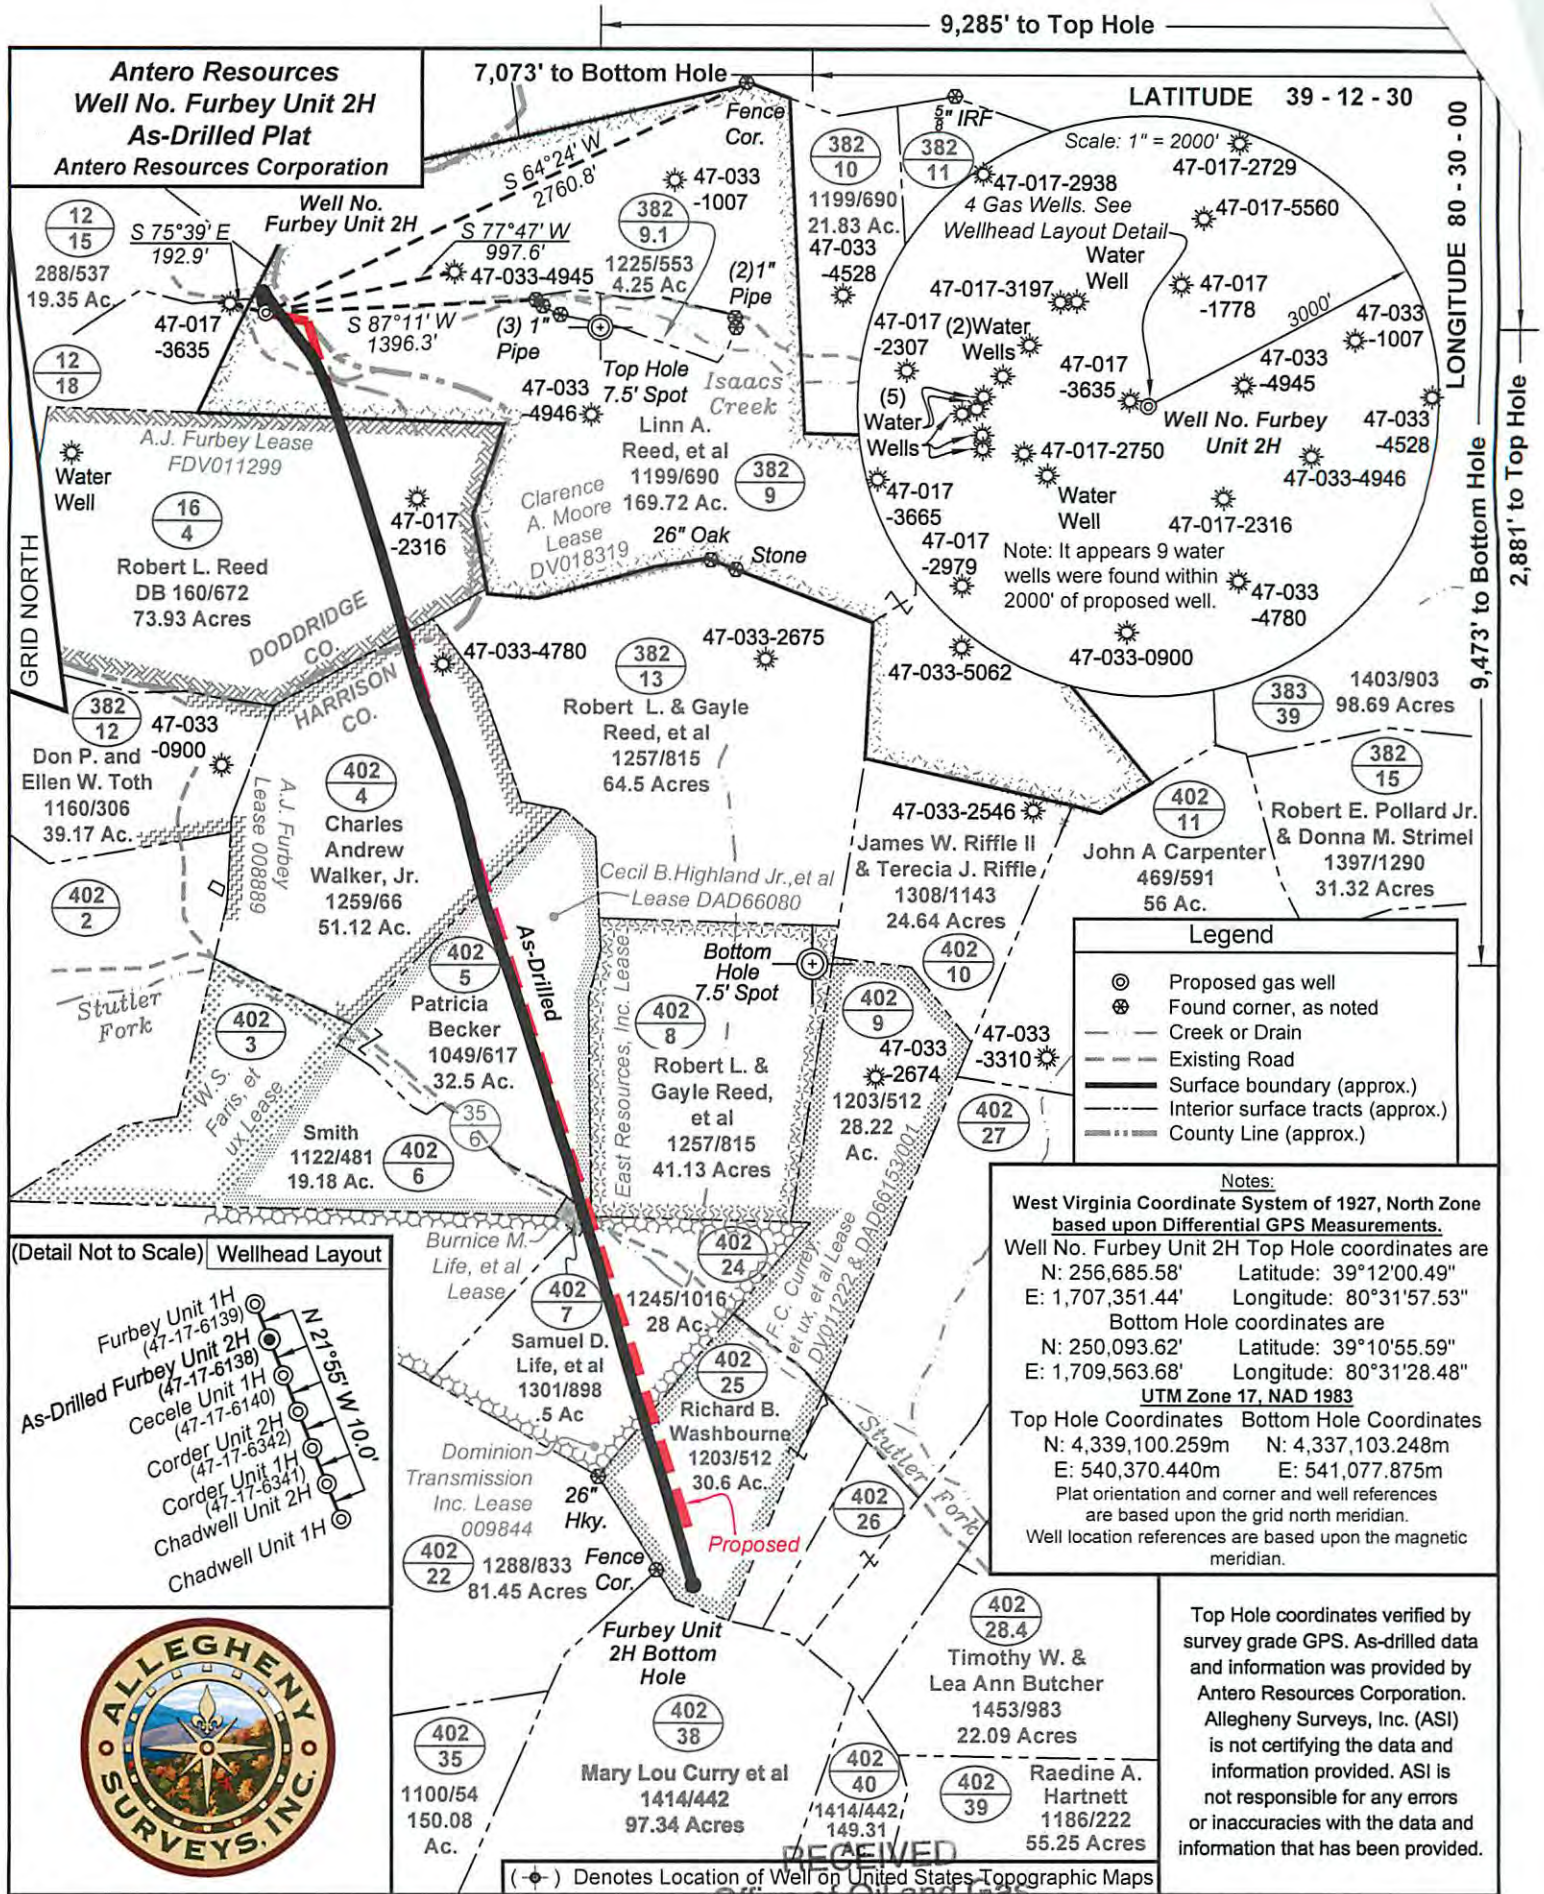 9,285' to Top Hole
Antero Resources
Well No. Furbey Unit 2H
As-Drilled Plat
Antero Resources Corporation
7,073' to Bottom Hole
LATITUDE 39 - 12 - 30
LONGITUDE 80 - 30 - 00
2,881' to Top Hole
9,473' to Bottom Hole
GRID NORTH
Fence
Cor.
5/8" IRF
S 64°24' W
2760.8'
Well No.
Furbey Unit 2H
S 75°39' E
192.9'
S 77°47' W
997.6'
S 87°11' W
1396.3'
12
15
288/537
19.35 Ac.
47-017
-3635
12
18
47-033
-1007
382
9.1
1225/553
4.25 Ac
47-033-4945
(3) 1"
Pipe
(2)1"
Pipe
Top Hole
7.5' Spot
47-033
-4946
Isaacs
Creek
382
10
1199/690
21.83 Ac.
47-033
-4528
382
11
Linn A.
Reed, et al
1199/690
169.72 Ac.
382
9
Clarence
A. Moore
Lease
DV018319
26" Oak
Stone
A.J. Furbey Lease
FDV011299
Water
Well
16
4
Robert L. Reed
DB 160/672
73.93 Acres
47-017
-2316
DODDRIDGE
CO.
HARRISON
CO.
Scale: 1" = 2000'
47-017-2729
47-017-2938
4 Gas Wells. See
Wellhead Layout Detail
47-017-5560
Water
Well
47-017-3197
47-017
-1778
3000'
47-033
-1007
47-017
-2307
(2)Water
Wells
47-017
-3635
47-033
-4945
(5)
Water
Wells
Well No. Furbey
Unit 2H
47-033
-4528
47-017-2750
47-033-4946
47-017
-3665
Water
Well
47-017-2316
47-017
-2979
Note: It appears 9 water
wells were found within
2000' of proposed well.
47-033
-4780
47-033-0900
47-033-5062
47-033-4780
382
13
47-033-2675
Robert L. & Gayle
Reed, et al
1257/815
64.5 Acres
382
12
47-033
-0900
Don P. and
Ellen W. Toth
1160/306
39.17 Ac.
A.J. Furbey
Lease 008889
402
4
Charles
Andrew
Walker, Jr.
1259/66
51.12 Ac.
402
2
Stutler
Fork
402
3
W.S.
Faris, et
ux Lease
402
5
Patricia
Becker
1049/617
32.5 Ac.
35
6
Smith
1122/481
19.18 Ac.
402
6
As-Drilled
Cecil B.Highland Jr.,et al
Lease DAD66080
East Resources, Inc. Lease
Bottom
Hole
7.5' Spot
402
8
Robert L. &
Gayle Reed,
et al
1257/815
41.13 Acres
47-033-2546
James W. Riffle II
& Terecia J. Riffle
1308/1143
24.64 Acres
402
10
402
9
47-033
-2674
1203/512
28.22
Ac.
47-033
-3310
402
27
383
39
1403/903
98.69 Acres
402
11
John A Carpenter
469/591
56 Ac.
382
15
Robert E. Pollard Jr.
& Donna M. Strimel
1397/1290
31.32 Acres
Legend
Proposed gas well
Found corner, as noted
Creek or Drain
Existing Road
Surface boundary (approx.)
Interior surface tracts (approx.)
County Line (approx.)
Notes:
West Virginia Coordinate System of 1927, North Zone
based upon Differential GPS Measurements.
Well No. Furbey Unit 2H Top Hole coordinates are
N: 256,685.58' Latitude: 39°12'00.49"
E: 1,707,351.44' Longitude: 80°31'57.53"
Bottom Hole coordinates are
N: 250,093.62' Latitude: 39°10'55.59"
E: 1,709,563.68' Longitude: 80°31'28.48"
UTM Zone 17, NAD 1983
Top Hole Coordinates Bottom Hole Coordinates
N: 4,339,100.259m N: 4,337,103.248m
E: 540,370.440m E: 541,077.875m
Plat orientation and corner and well references
are based upon the grid north meridian.
Well location references are based upon the magnetic
meridian.
(Detail Not to Scale) Wellhead Layout
Furbey Unit 1H
(47-17-6139)
As-Drilled Furbey Unit 2H
(47-17-6138)
Cecele Unit 1H
(47-17-6140)
Corder Unit 2H
(47-17-6342)
Corder Unit 1H
(47-17-6341)
Chadwell Unit 2H
Chadwell Unit 1H
N 21°55' W 10.0'
Burnice M.
Life, et al
Lease
402
7
Samuel D.
Life, et al
1301/898
.5 Ac
402
24
1245/1016
28 Ac.
F.C. Currey,
et ux, et al Lease
DV011222 & DAD66153/001
402
25
Richard B.
Washbourne
1203/512
30.6 Ac.
Dominion
Transmission
Inc. Lease
009844
26"
Hky.
Proposed
402
26
Stutler
Fork
402
22
1288/833
81.45 Acres
Fence
Cor.
Furbey Unit
2H Bottom
Hole
402
28.4
Timothy W. &
Lea Ann Butcher
1453/983
22.09 Acres
402
35
1100/54
150.08
Ac.
402
38
Mary Lou Curry et al
1414/442
97.34 Acres
402
40
1414/442
149.31
Ac.
402
39
Raedine A.
Hartnett
1186/222
55.25 Acres
Top Hole coordinates verified by
survey grade GPS. As-drilled data
and information was provided by
Antero Resources Corporation.
Allegheny Surveys, Inc. (ASI)
is not certifying the data and
information provided. ASI is
not responsible for any errors
or inaccuracies with the data and
information that has been provided.
ALLEGHENY
SURVEYS, INC.
RECEIVED
( ) Denotes Location of Well on United States Topographic Maps
Office of Oil and Gas